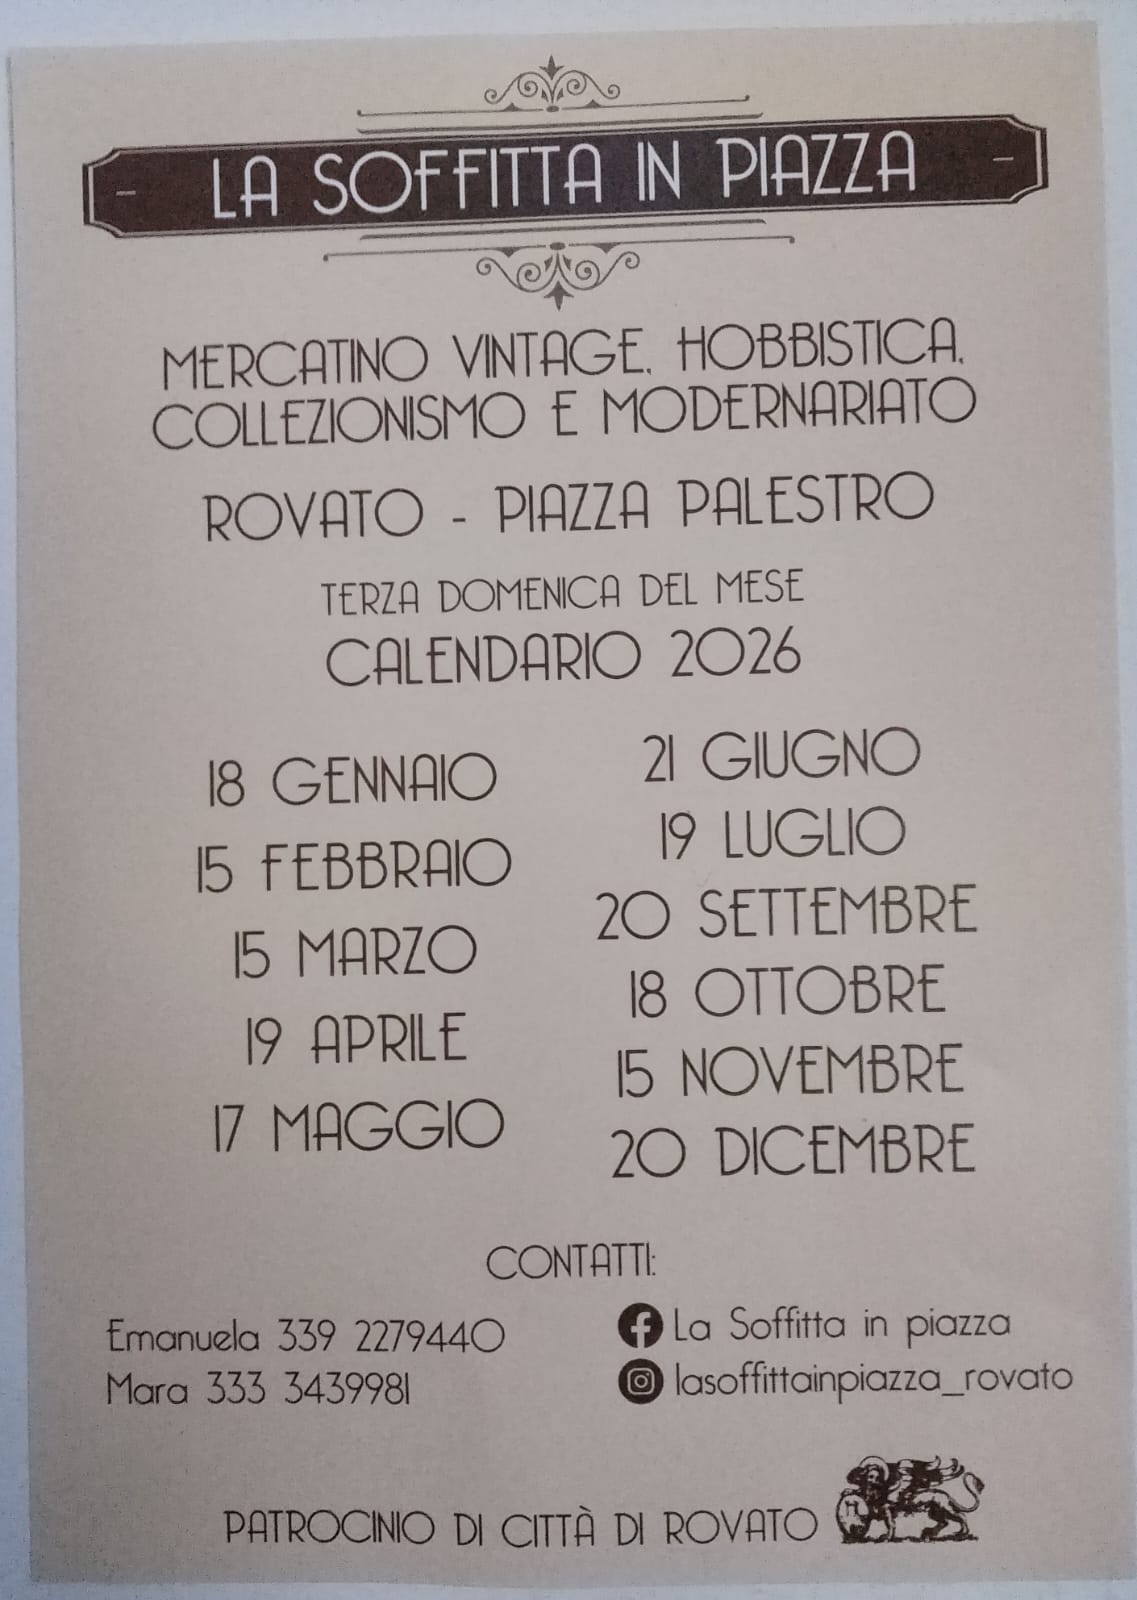 LA SOFFITTA IN PIAZZA
MERCATINO VINTAGE, HOBBISTICA,
COLLEZIONISMO E MODERNARIATO
ROVATO - PIAZZA PALESTRO
TERZA DOMENICA DEL MESE
CALENDARIO 2026
18 GENNAIO
15 FEBBRAIO
15 MARZO
19 APRILE
17 MAGGIO
21 GIUGNO
19 LUGLIO
20 SETTEMBRE
18 OTTOBRE
15 NOVEMBRE
20 DICEMBRE
CONTATTI:
Emanuela 339 2279440
Mara 333 3439981
La Soffitta in piazza
lasoffittainpiazza_rovato
PATROCINIO DI CITTÀ DI ROVATO